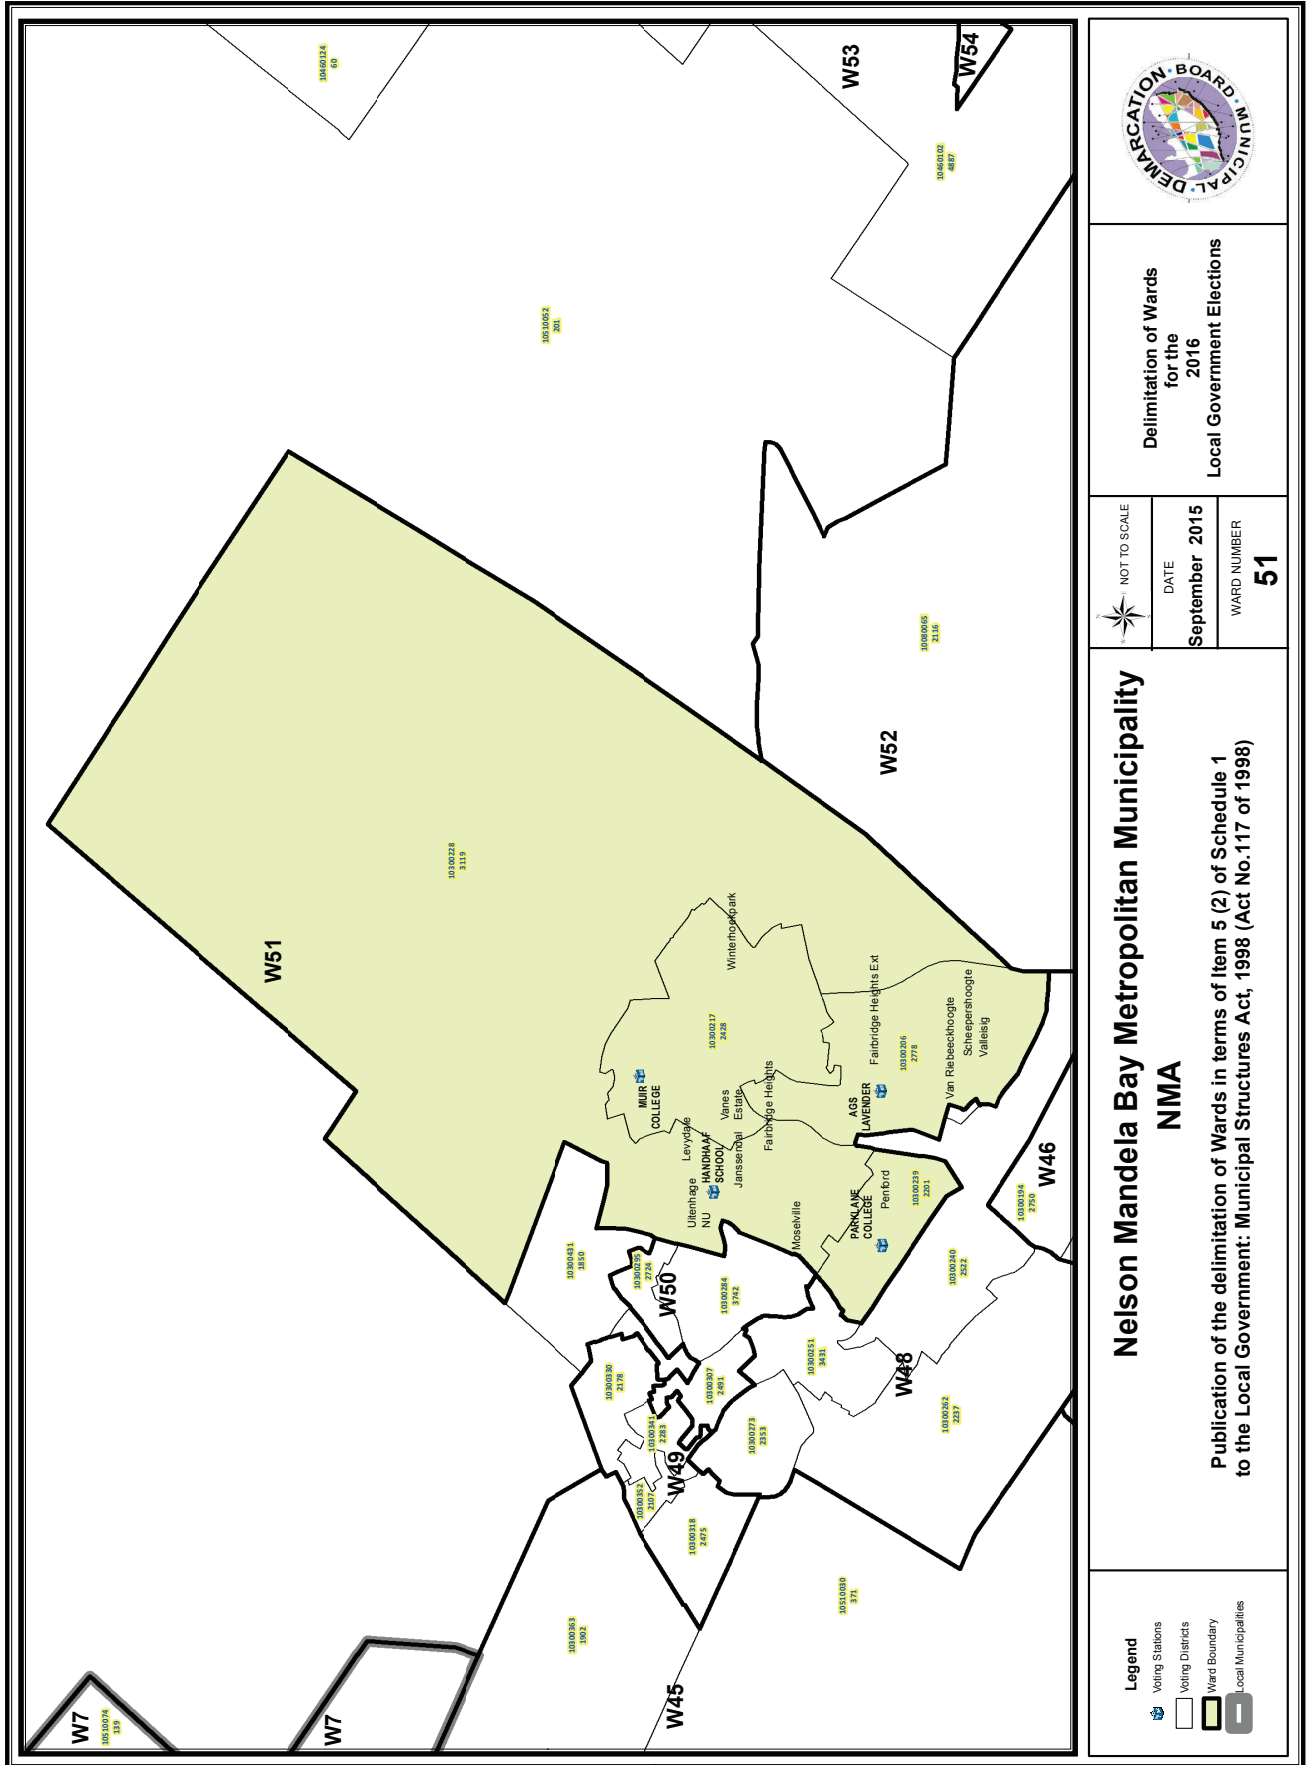 W7
10510074
139
W7
10300363
1902
W45
10510030
371
10300318
2475
10300352
2107
W49
10300341
2283
10300330
2178
10300307
2491
10300273
2353
10300251
3431
W48
10300262
2237
10300240
2522
10300194
2750
W46
10300431
1850
10300295
2724
W50
10300284
3742
W51
10300228
3119
MUIR
COLLEGE
10300217
2428
Winterhoekpark
Levydale
Uitenhage
NU
HANDHAAF
SCHOOL
Vanes
Estate
Janssendal
Fairbridge Heights
Moselville
PARKLANE
COLLEGE
Penford
10300239
2201
AGS
LAVENDER
Fairbridge Heights Ext
10300206
2778
Van Riebeeckhoogte
Scheepershoogte
Valleisig
W52
10080065
2116
10510052
201
10460124
60
W53
10460102
4887
W54
Legend
Voting Stations
Voting Districts
Ward Boundary
Local Municipalities
Nelson Mandela Bay Metropolitan Municipality
NMA
Publication of the delimitation of Wards in terms of Item 5 (2) of Schedule 1
to the Local Government: Municipal Structures Act, 1998 (Act No.117 of 1998)
NOT TO SCALE
DATE
September 2015
WARD NUMBER
51
Delimitation of Wards
for the
2016
Local Government Elections
MUNICIPAL DEMARCATION BOARD